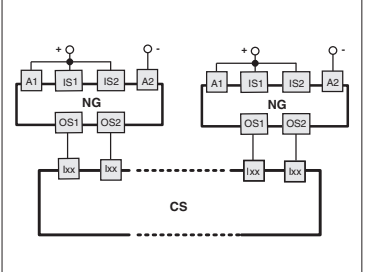 + - + -
A1 IS1 IS2 A2 A1 IS1 IS2 A2
NG NG
OS1 OS2 OS1 OS2
Ixx Ixx Ixx Ixx
CS